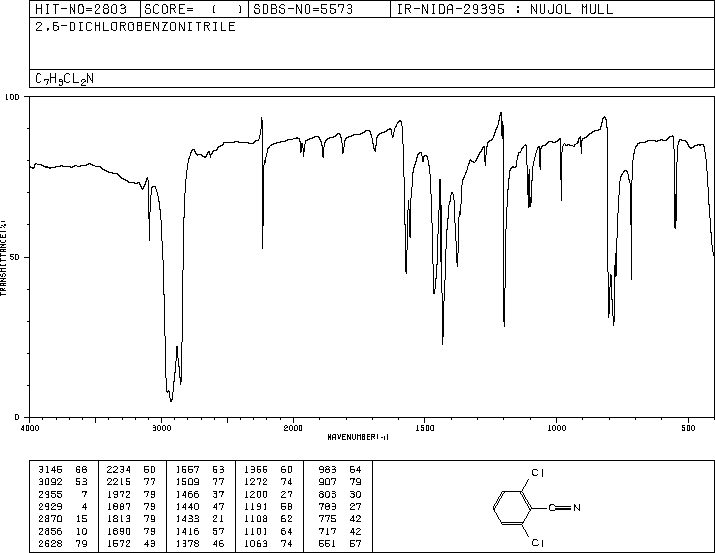 HIT-NO=2803 SCORE= ( ) SDBS-NO=5573 IR-NIDA-29395 : NUJOL MULL
2,6-DICHLOROBENZONITRILE
C7H3CL2N
100
50
0
TRANSMITTANCE(%)
4000 3000 2000 1500 1000 500
WAVENUMBER(-1)
3146 66 2234 50 1557 53 1366 60 983 64
3092 53 2215 77 1509 77 1272 74 907 79
2955 7 1972 79 1466 37 1200 27 803 30
2929 4 1887 79 1440 47 1191 58 789 27
2870 15 1813 79 1433 21 1108 62 775 42
2856 10 1690 79 1416 57 1101 64 717 42
2628 79 1572 43 1378 46 1063 74 551 57
Cl
C N
Cl